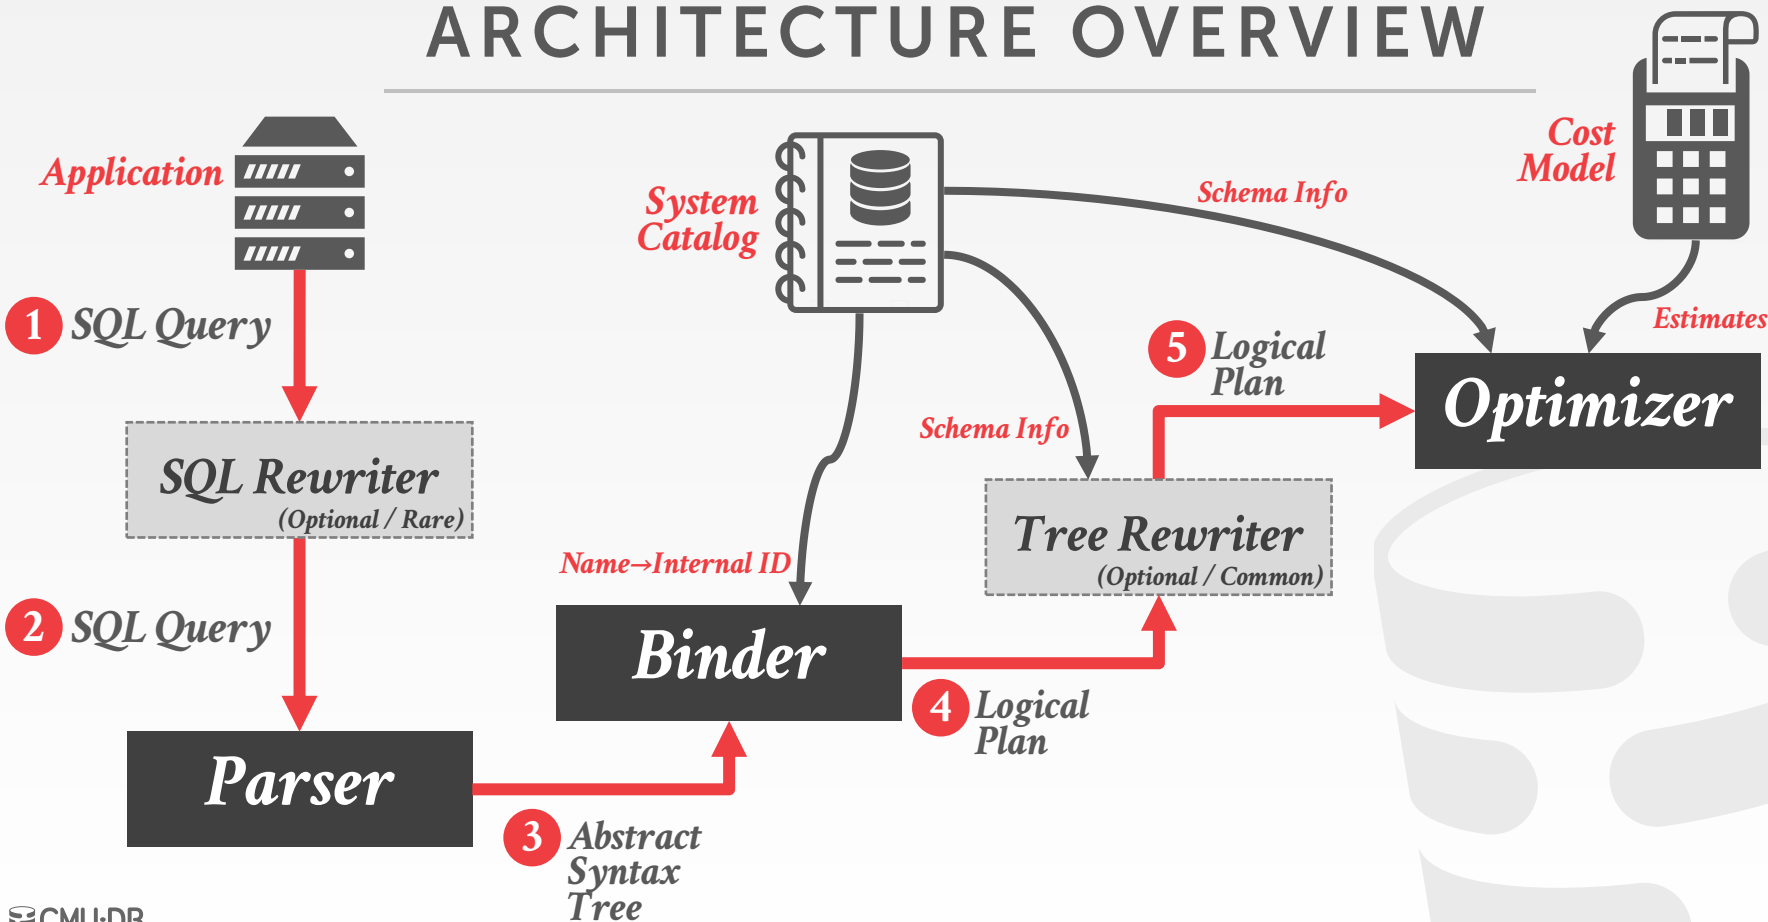 ARCHITECTURE OVERVIEW
Application
System
Catalog
Schema Info
Cost
Model
1 SQL Query
Estimates
5 Logical
Plan
Optimizer
Schema Info
SQL Rewriter
(Optional / Rare)
Tree Rewriter
(Optional / Common)
Name→Internal ID
2 SQL Query
Binder
4 Logical
Plan
Parser
3 Abstract
Syntax
Tree
CMU·DB